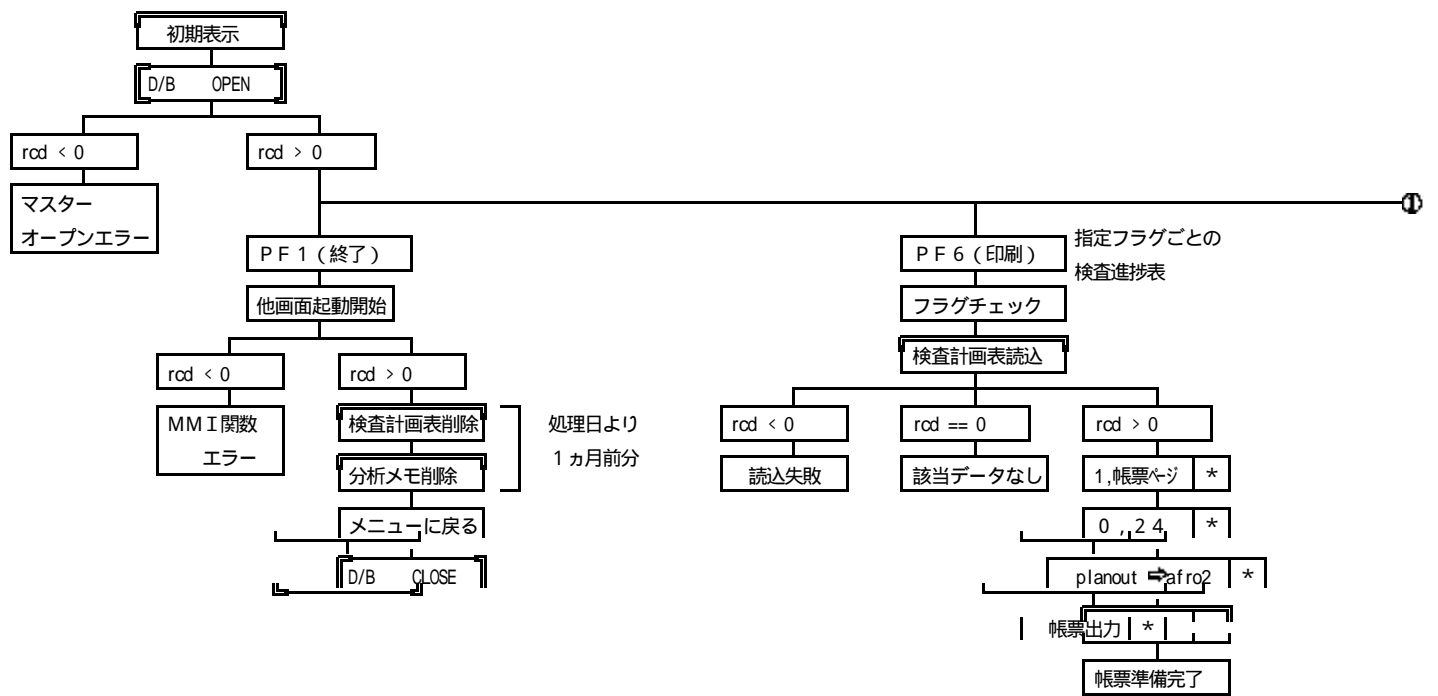 初期表示
D/B OPEN
rcd < 0
rcd > 0
マスター
オープンエラー
①
PF1(終了)
他画面起動開始
rcd < 0
rcd > 0
MMI関数
エラー
検査計画表削除
分析メモ削除
処理日より
1ヵ月前分
メニューに戻る
D/B CLOSE
PF6(印刷)
指定フラグごとの
検査進捗表
フラグチェック
検査計画表読込
rcd < 0
rcd == 0
rcd > 0
読込失敗
該当データなし
1,帳票ページ *
0,24 *
planout ⇨afro2 *
帳票出力 *
帳票準備完了